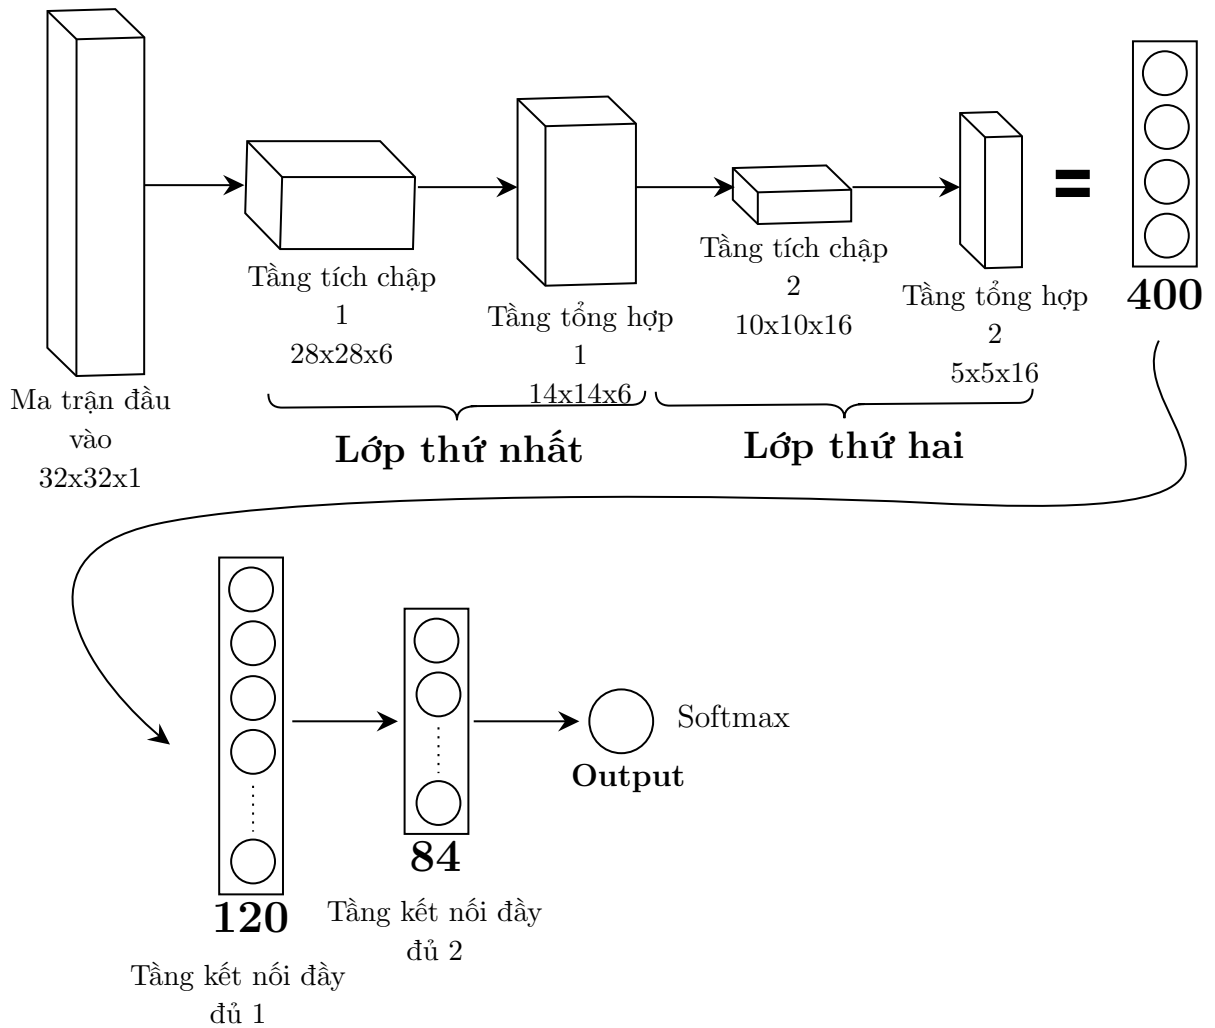 Ma trận đầu
vào
32x32x1
Tầng tích chập
1
28x28x6
Tầng tổng hợp
1
14x14x6
Tầng tích chập
2
10x10x16
Tầng tổng hợp
2
5x5x16
=
400
Lớp thứ nhất
Lớp thứ hai
120
Tầng kết nối đầy
đủ 1
84
Tầng kết nối đầy
đủ 2
Softmax
Output